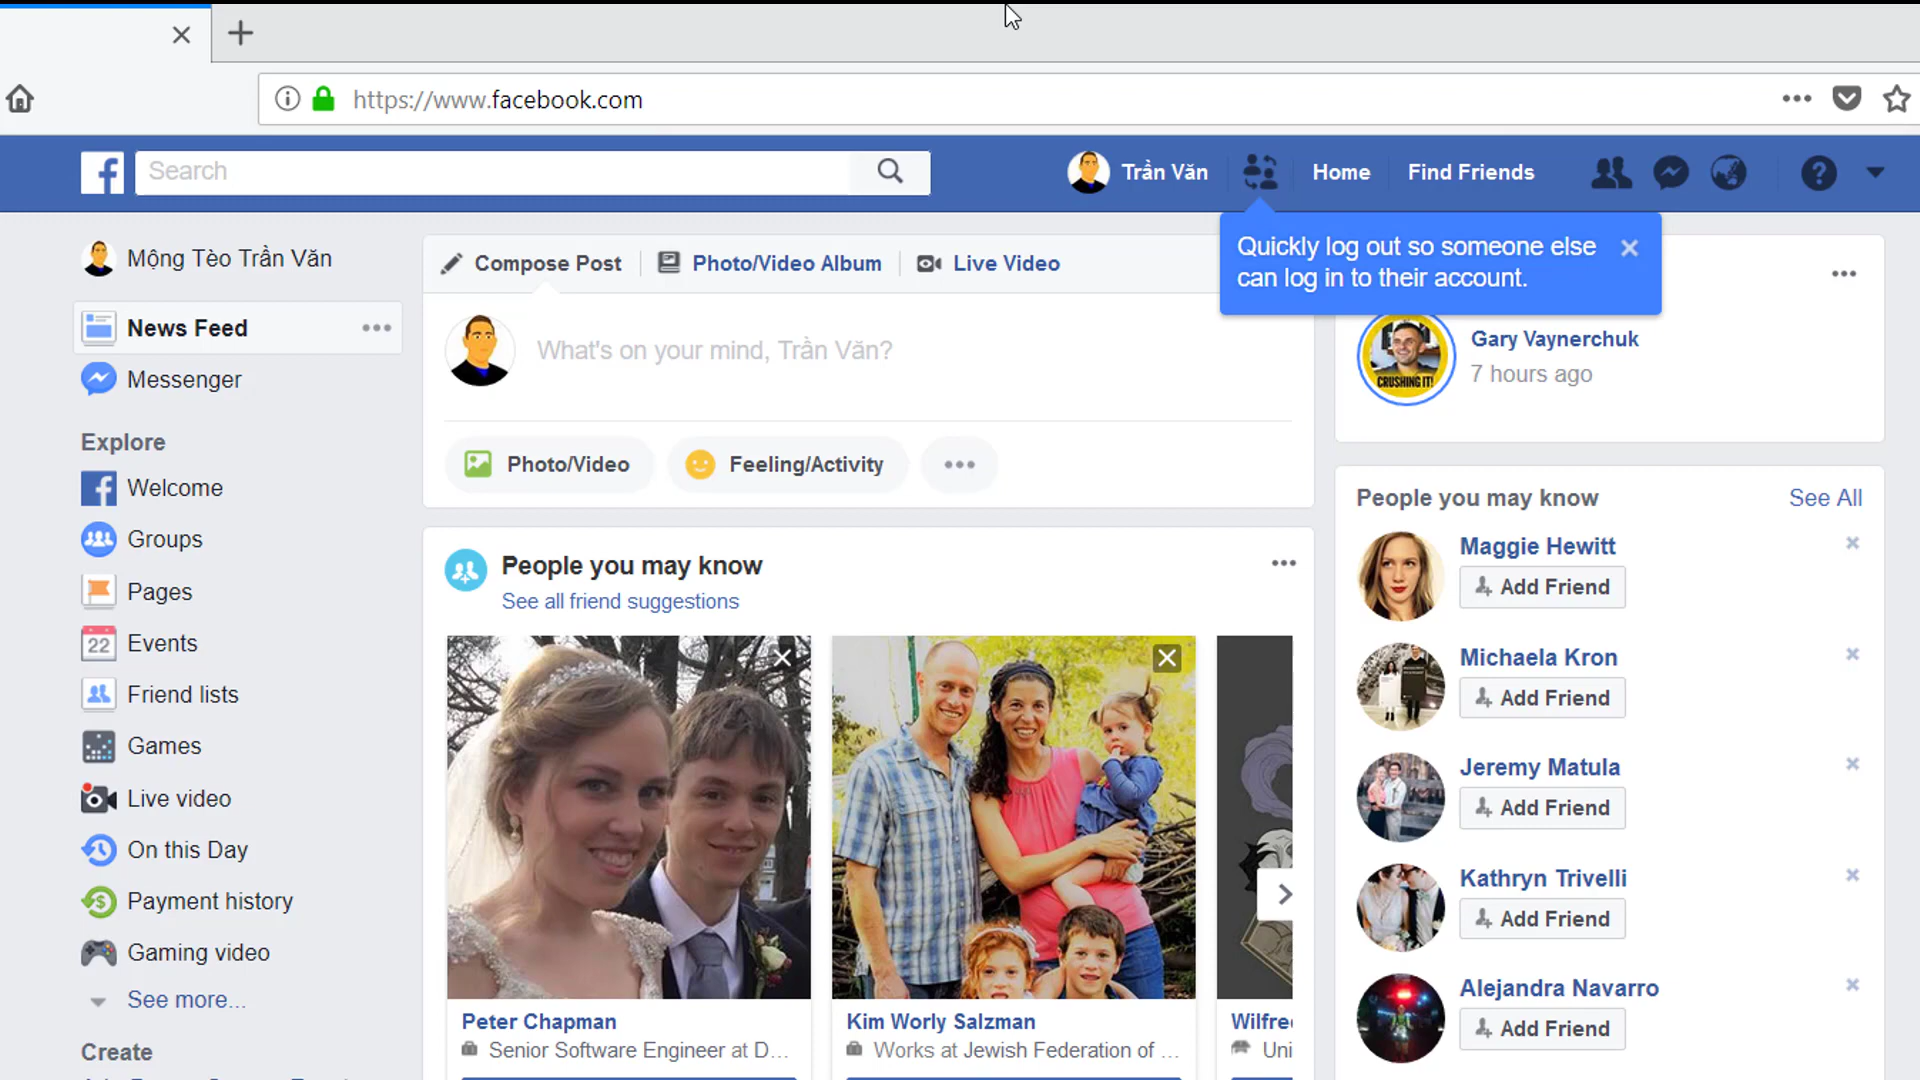 https://www.facebook.com
Search
Trần Văn
Home
Find Friends
Quickly log out so someone else
can log in to their account.
Mộng Tèo Trần Văn
News Feed
Messenger
Explore
Welcome
Groups
Pages
22
Events
Friend lists
Games
Live video
On this Day
Payment history
Gaming video
See more...
Create
Compose Post
Photo/Video Album
Live Video
What's on your mind, Trần Văn?
Photo/Video
Feeling/Activity
People you may know
See all friend suggestions
Peter Chapman
Senior Software Engineer at D...
Kim Worly Salzman
Works at Jewish Federation of ...
Wilfre
Uni
CRUSHING IT!
Gary Vaynerchuk
7 hours ago
People you may know
See All
Maggie Hewitt
Add Friend
Michaela Kron
Add Friend
Jeremy Matula
Add Friend
Kathryn Trivelli
Add Friend
Alejandra Navarro
Add Friend